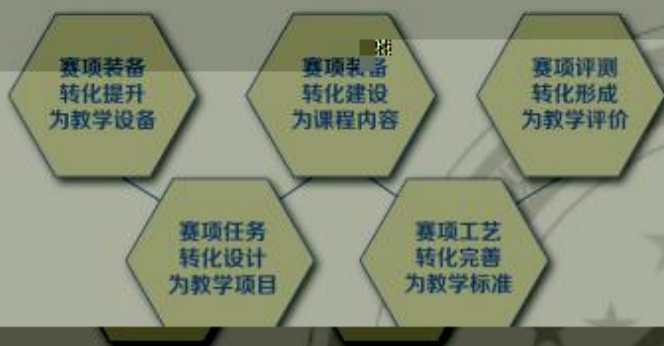 赛项装备
转化提升
为教学设备
赛项装备
转化建设
为课程内容
赛项评测
转化形成
为教学评价
赛项任务
转化设计
为教学项目
赛项工艺
转化完善
为教学标准